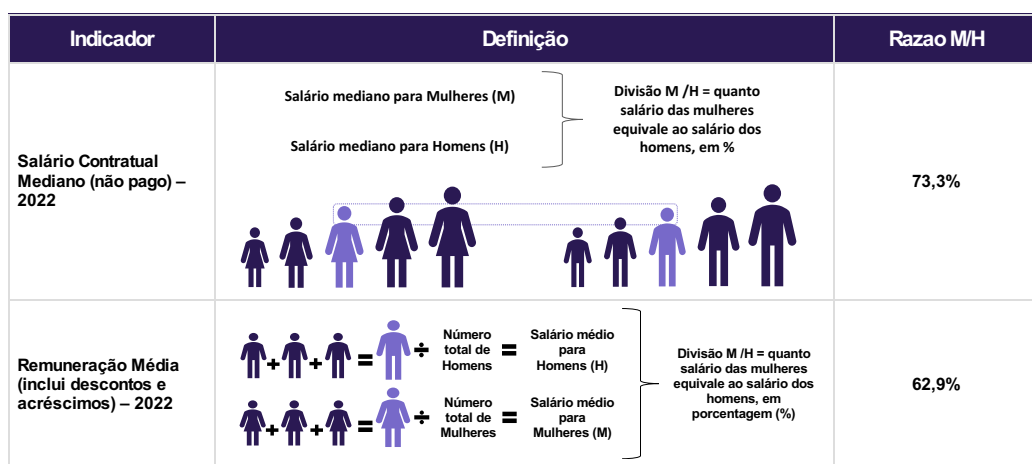 Indicador
Definição
Razao M/H
Salário Contratual
Mediano (não pago) –
2022
Salário mediano para Mulheres (M)
Salário mediano para Homens (H)
Divisão M /H = quanto
salário das mulheres
equivale ao salário dos
homens, em %
73,3%
Remuneração Média
(inclui descontos e
acréscimos) – 2022
+ + = ÷
Número
total de
Homens
=
Salário médio
para
Homens (H)
+ + = ÷
Número
total de
Mulheres
=
Salário médio
para
Mulheres (M)
Divisão M /H = quanto
salário das mulheres
equivale ao salário dos
homens, em
porcentagem (%)
62,9%